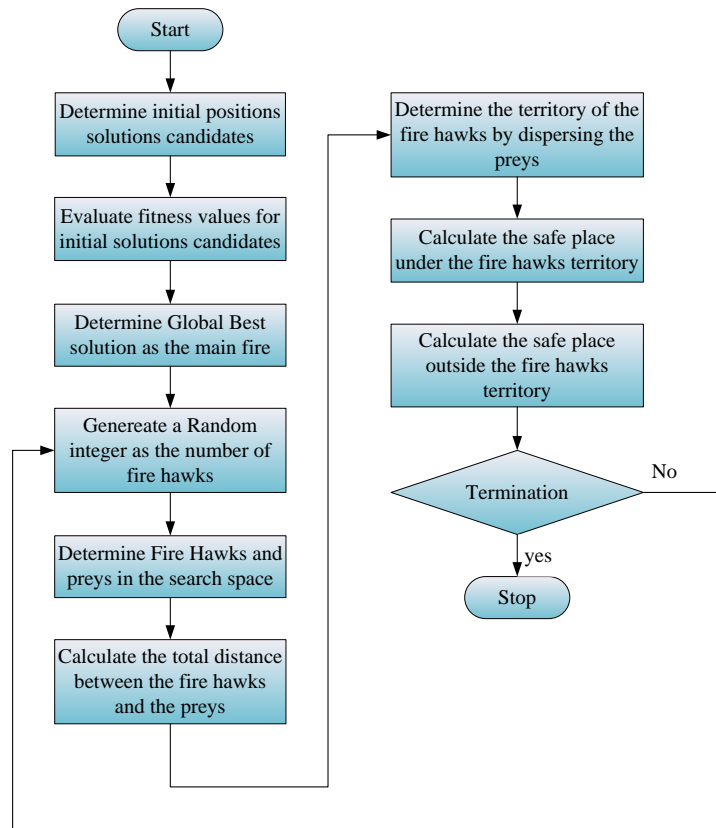 Start
Determine initial positions
solutions candidates
Evaluate fitness values for
initial solutions candidates
Determine Global Best
solution as the main fire
Genereate a Random
integer as the number of
fire hawks
Determine Fire Hawks and
preys in the search space
Calculate the total distance
between the fire hawks
and the preys
Determine the territory of the
fire hawks by dispersing the
preys
Calculate the safe place
under the fire hawks territory
Calculate the safe place
outside the fire hawks
territory
Termination
No
yes
Stop